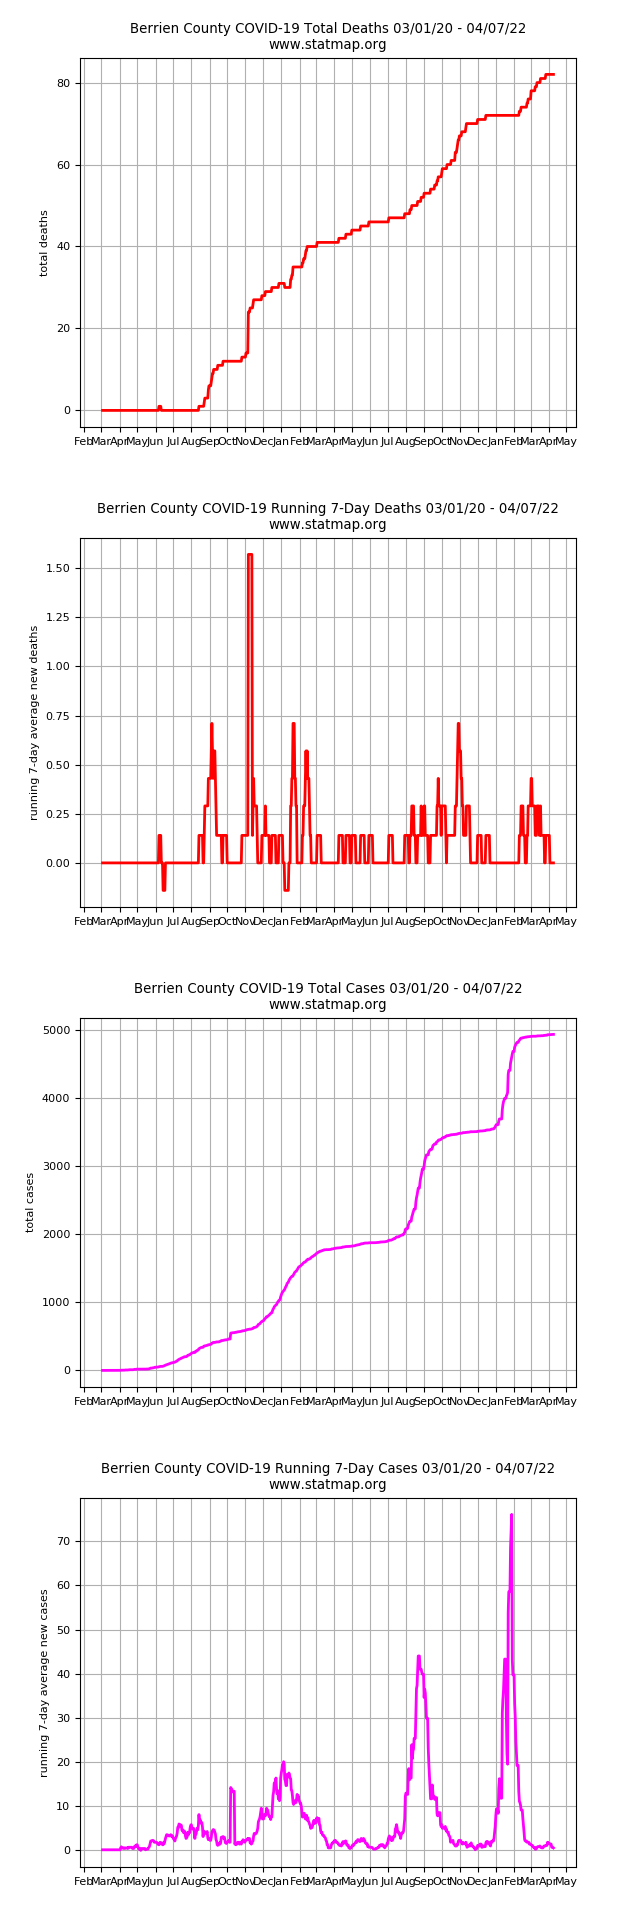 Berrien County COVID-19 Total Deaths 03/01/20 - 04/07/22
www.statmap.org
80
60
40
20
0
total deaths
Feb Mar Apr May Jun Jul Aug Sep Oct Nov Dec Jan Feb Mar Apr May Jun Jul Aug Sep Oct Nov Dec Jan Feb Mar Apr May
Berrien County COVID-19 Running 7-Day Deaths 03/01/20 - 04/07/22
www.statmap.org
1.50
1.25
1.00
0.75
0.50
0.25
0.00
running 7-day average new deaths
Feb Mar Apr May Jun Jul Aug Sep Oct Nov Dec Jan Feb Mar Apr May Jun Jul Aug Sep Oct Nov Dec Jan Feb Mar Apr May
Berrien County COVID-19 Total Cases 03/01/20 - 04/07/22
www.statmap.org
5000
4000
3000
2000
1000
0
total cases
Feb Mar Apr May Jun Jul Aug Sep Oct Nov Dec Jan Feb Mar Apr May Jun Jul Aug Sep Oct Nov Dec Jan Feb Mar Apr May
Berrien County COVID-19 Running 7-Day Cases 03/01/20 - 04/07/22
www.statmap.org
70
60
50
40
30
20
10
0
running 7-day average new cases
Feb Mar Apr May Jun Jul Aug Sep Oct Nov Dec Jan Feb Mar Apr May Jun Jul Aug Sep Oct Nov Dec Jan Feb Mar Apr May